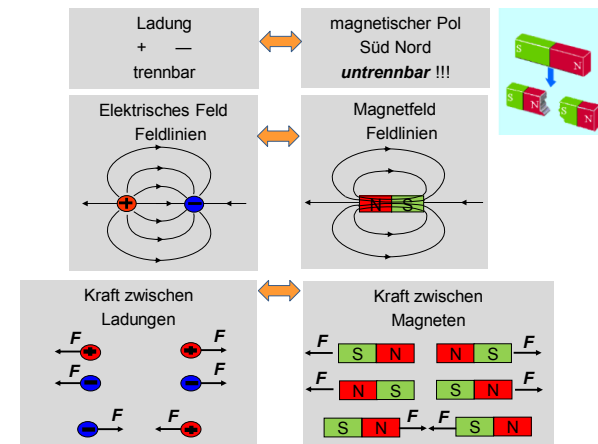 Ladung
+ —
trennbar
magnetischer Pol
Süd Nord
untrennbar !!!
S N
S N S N
Elektrisches Feld
Feldlinien
+ −
Magnetfeld
Feldlinien
N S
Kraft zwischen
Ladungen
F + + F
F − − F
− F F +
Kraft zwischen
Magneten
F S N N S F
F N S S N F
S N F F S N